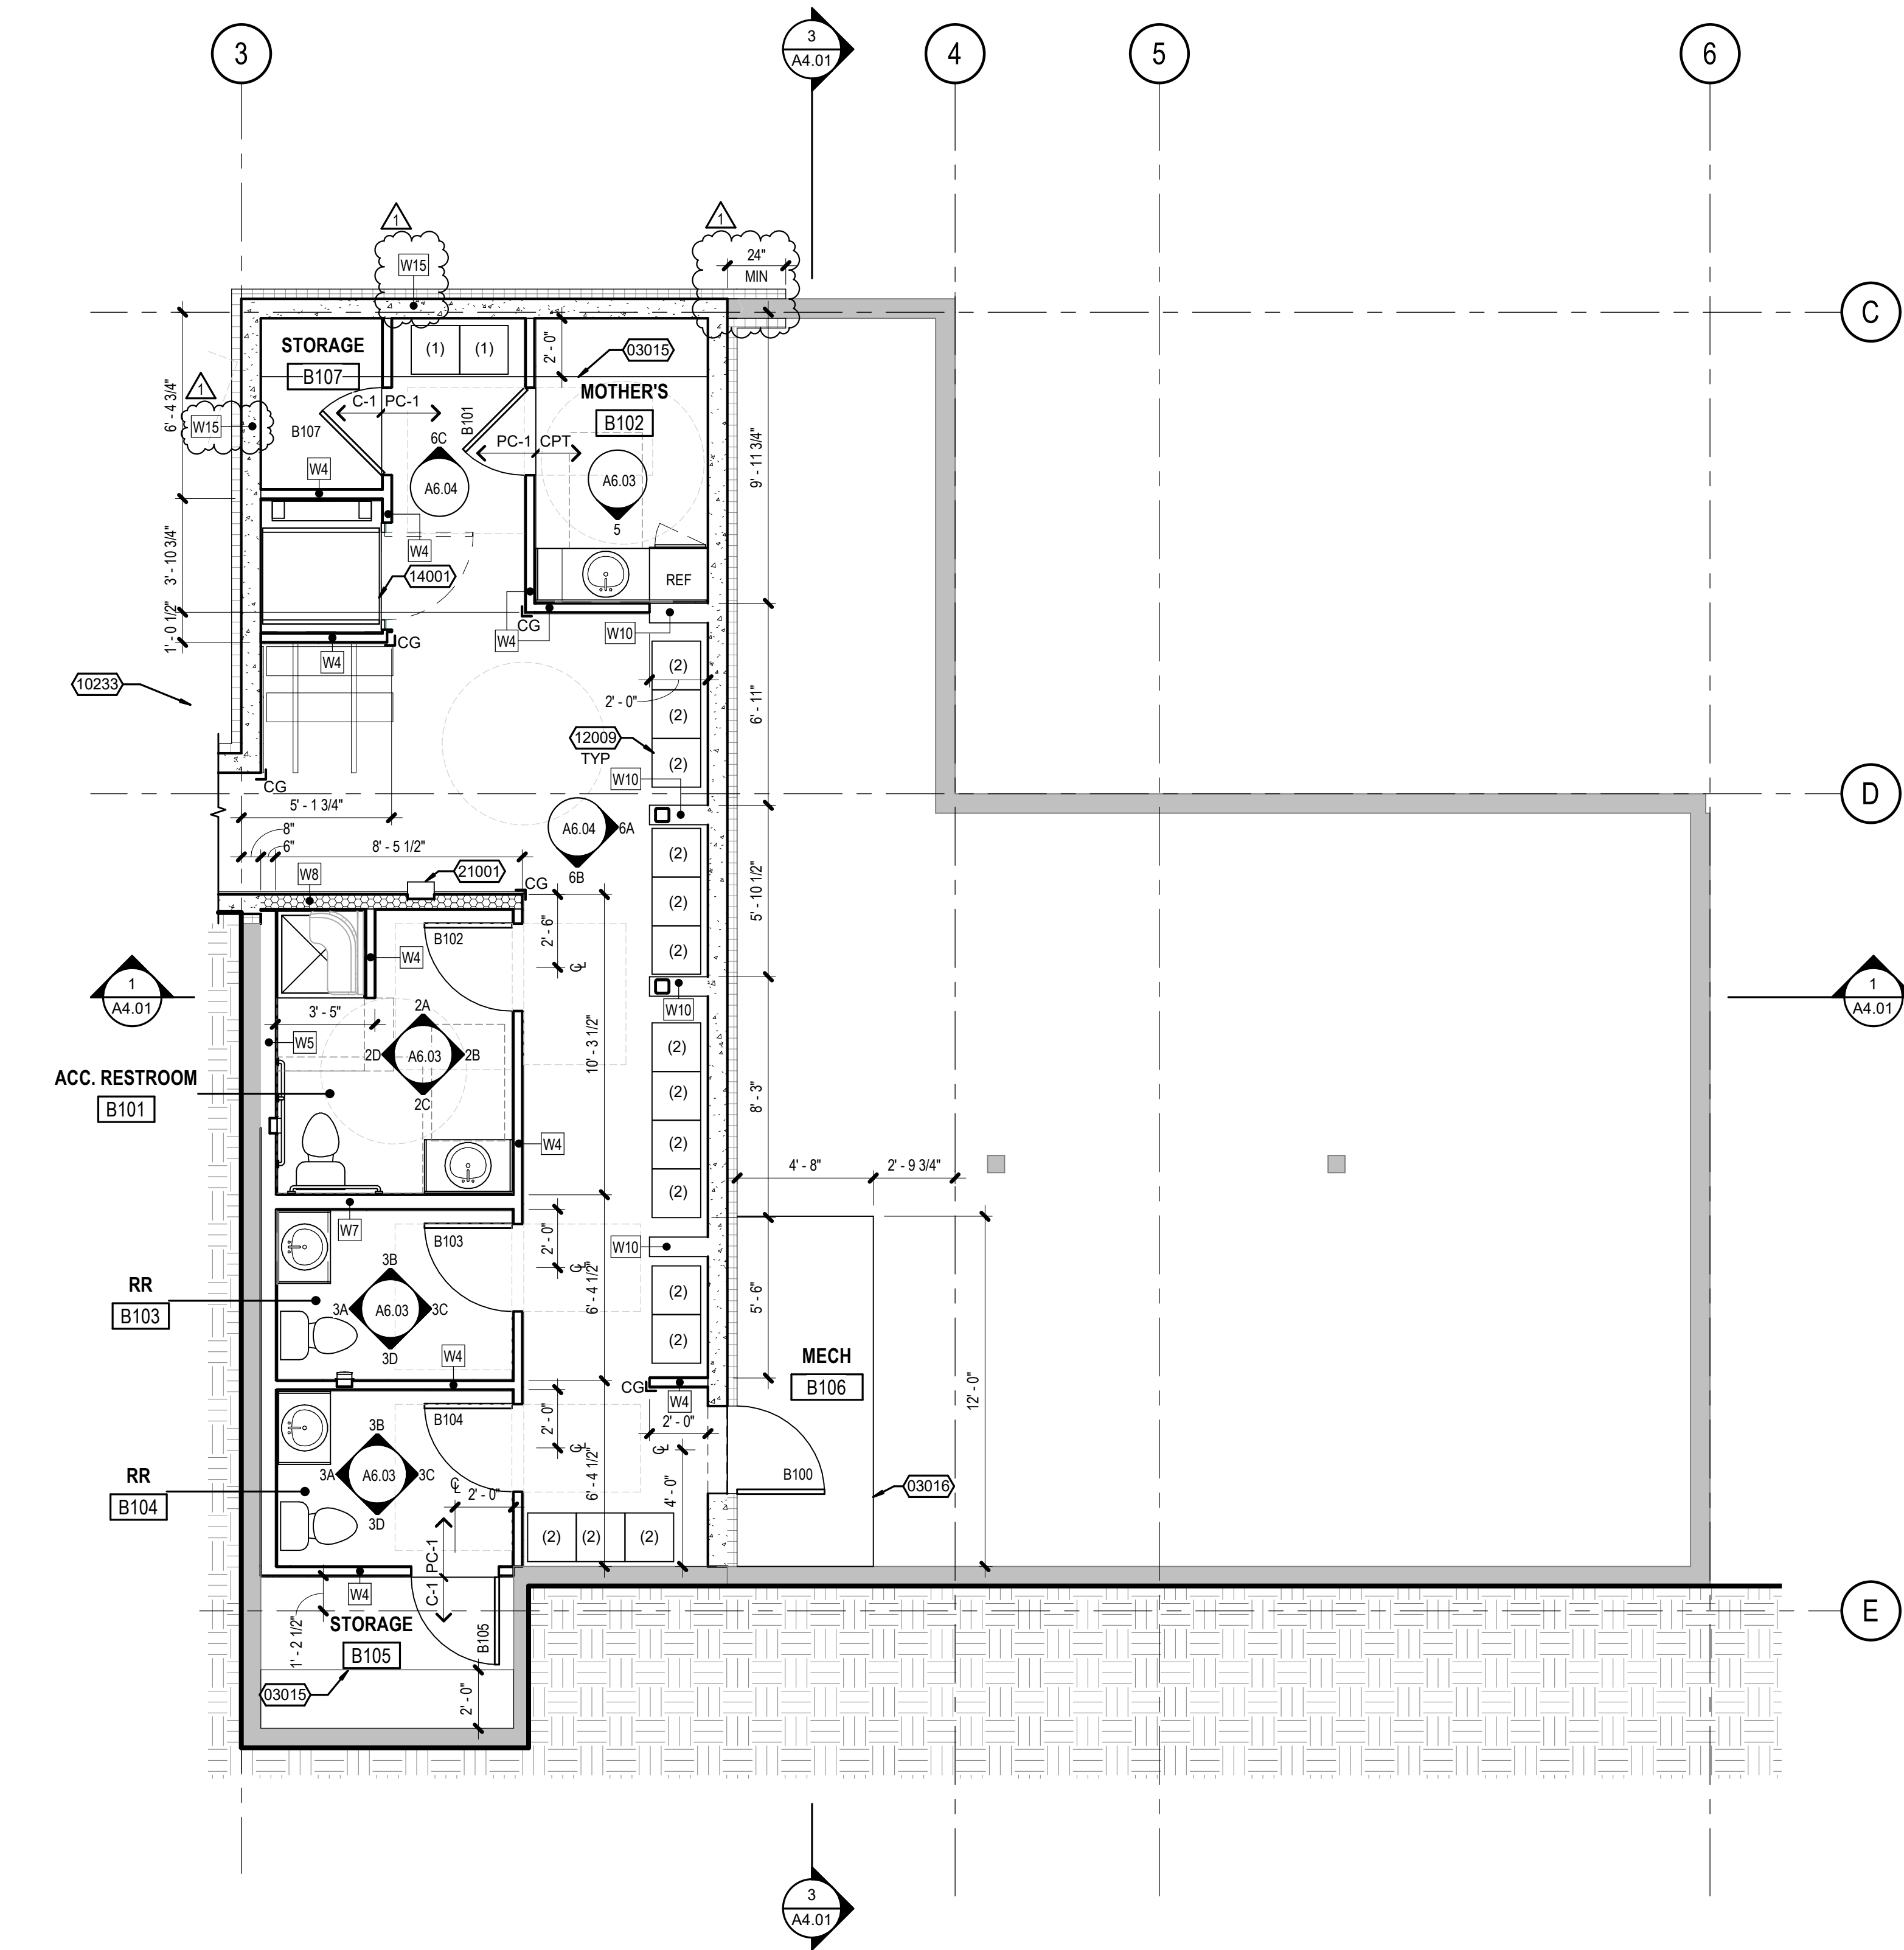 3
3
A4.01
4
5
6
1
1
W15
24"
MIN
C
STORAGE
B107
(1)
(1)
2' - 0"
03015
MOTHER'S
B102
1
6' - 4 3/4"
W15
C-1
PC-1
B107
B101
6C
PC-1
CPT
A6.04
A6.03
5
9' - 11 3/4"
W4
3' - 10 3/4"
W4
14001
REF
1' - 0 1/2"
CG
CG
W4
W10
W4
10233
(2)
2' - 0"
(2)
6' - 11"
12009
TYP
(2)
W10
CG
D
5' - 1 3/4"
8"
6"
8' - 5 1/2"
A6.04
6A
6B
(2)
W8
21001
CG
(2)
5' - 10 1/2"
B102
2' - 6"
W4
CL
(2)
1
A4.01
3' - 5"
W10
1
A4.01
2A
W5
2D
A6.03
2B
2C
10' - 3 1/2"
(2)
ACC. RESTROOM
B101
(2)
8' - 3"
W4
(2)
4' - 8"
2' - 9 3/4"
(2)
W7
B103
2' - 0"
W10
3B
CL
RR
B103
3A
A6.03
3C
3D
6' - 4 1/2"
(2)
5' - 6"
(2)
W4
MECH
B106
CG
W4
12' - 0"
B104
2' - 0"
2' - 0"
3B
CL
CL
RR
B104
3A
A6.03
3C
3D
CL
2' - 0"
6' - 4 1/2"
4' - 0"
B100
03016
PC-1
(2)
(2)
(2)
C-1
W4
1' - 2 1/2"
STORAGE
B105
B105
E
03015
2' - 0"
3
A4.01